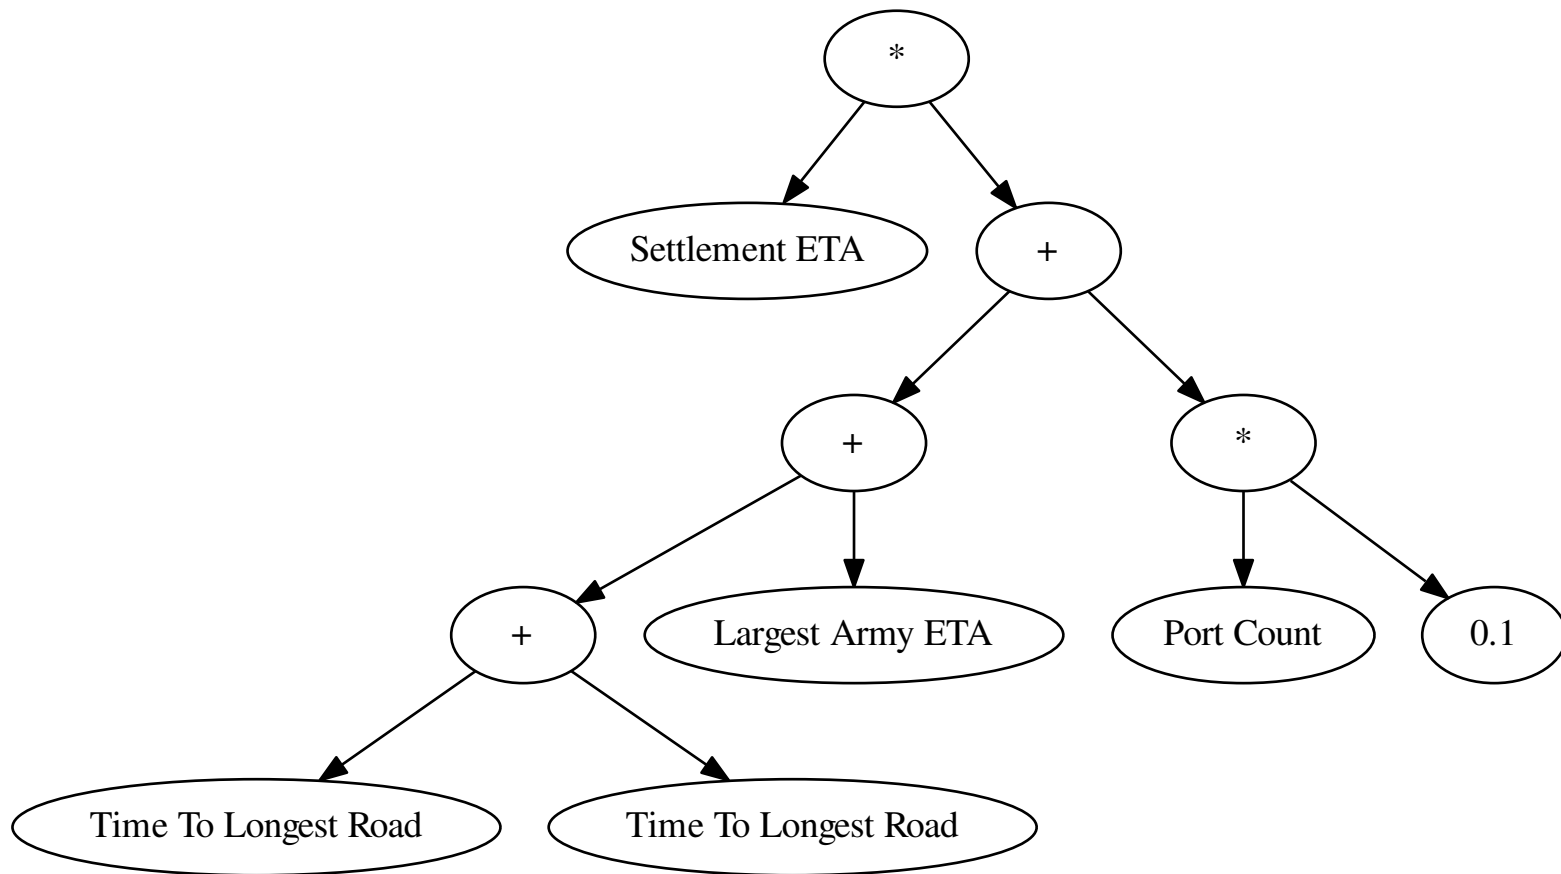 *
Settlement ETA
+
+
*
+
Largest Army ETA
Port Count
0.1
Time To Longest Road
Time To Longest Road